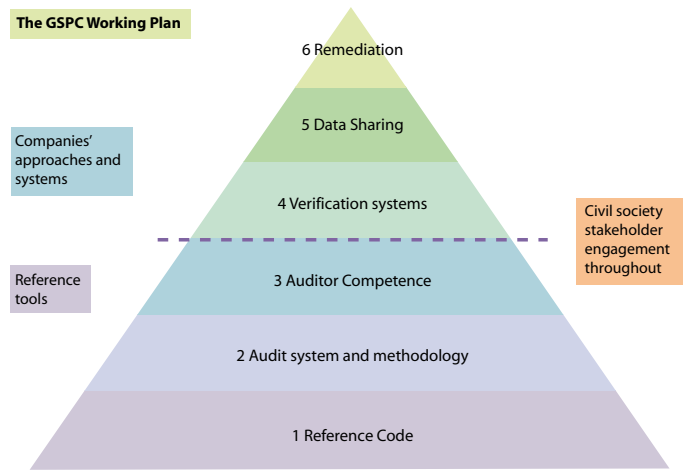 The GSPC Working Plan
6 Remediation
5 Data Sharing
Companies'
approaches and
systems
4 Verification systems
Civil society
stakeholder
engagement
throughout
Reference
tools
3 Auditor Competence
2 Audit system and methodology
1 Reference Code